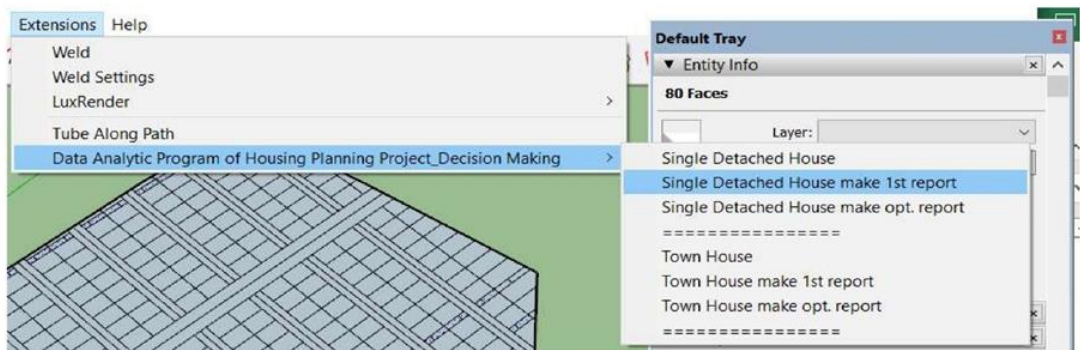 Extensions Help
Weld
Weld Settings
LuxRender
Tube Along Path
Data Analytic Program of Housing Planning Project_Decision Making
Default Tray
Entity Info
80 Faces
Layer:
Single Detached House
Single Detached House make 1st report
Single Detached House make opt. report
================
Town House
Town House make 1st report
Town House make opt. report
================